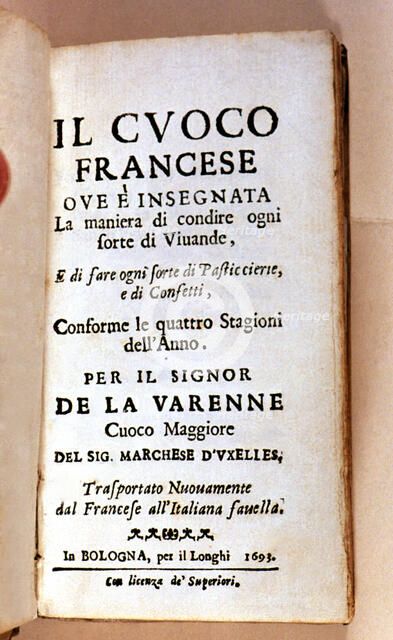 IL CVOCO
FRANCESE
OVE È INSEGNATA
La maniera di condire ogni
ſorte di Viuande,
E di fare ogni ſorte di Paſticcierie,
e di Confetti,
Conforme le quattro Stagioni
dell'Anno.
PER IL SIGNOR
DE LA VARENNE
Cuoco Maggiore
DEL SIG. MARCHESE D'VXELLES,
Traſportato Nuouamente
dal Franceſe all'Italiana fauella.
In BOLOGNA, per il Longhi 1693.
Con licenza de' Superiori.